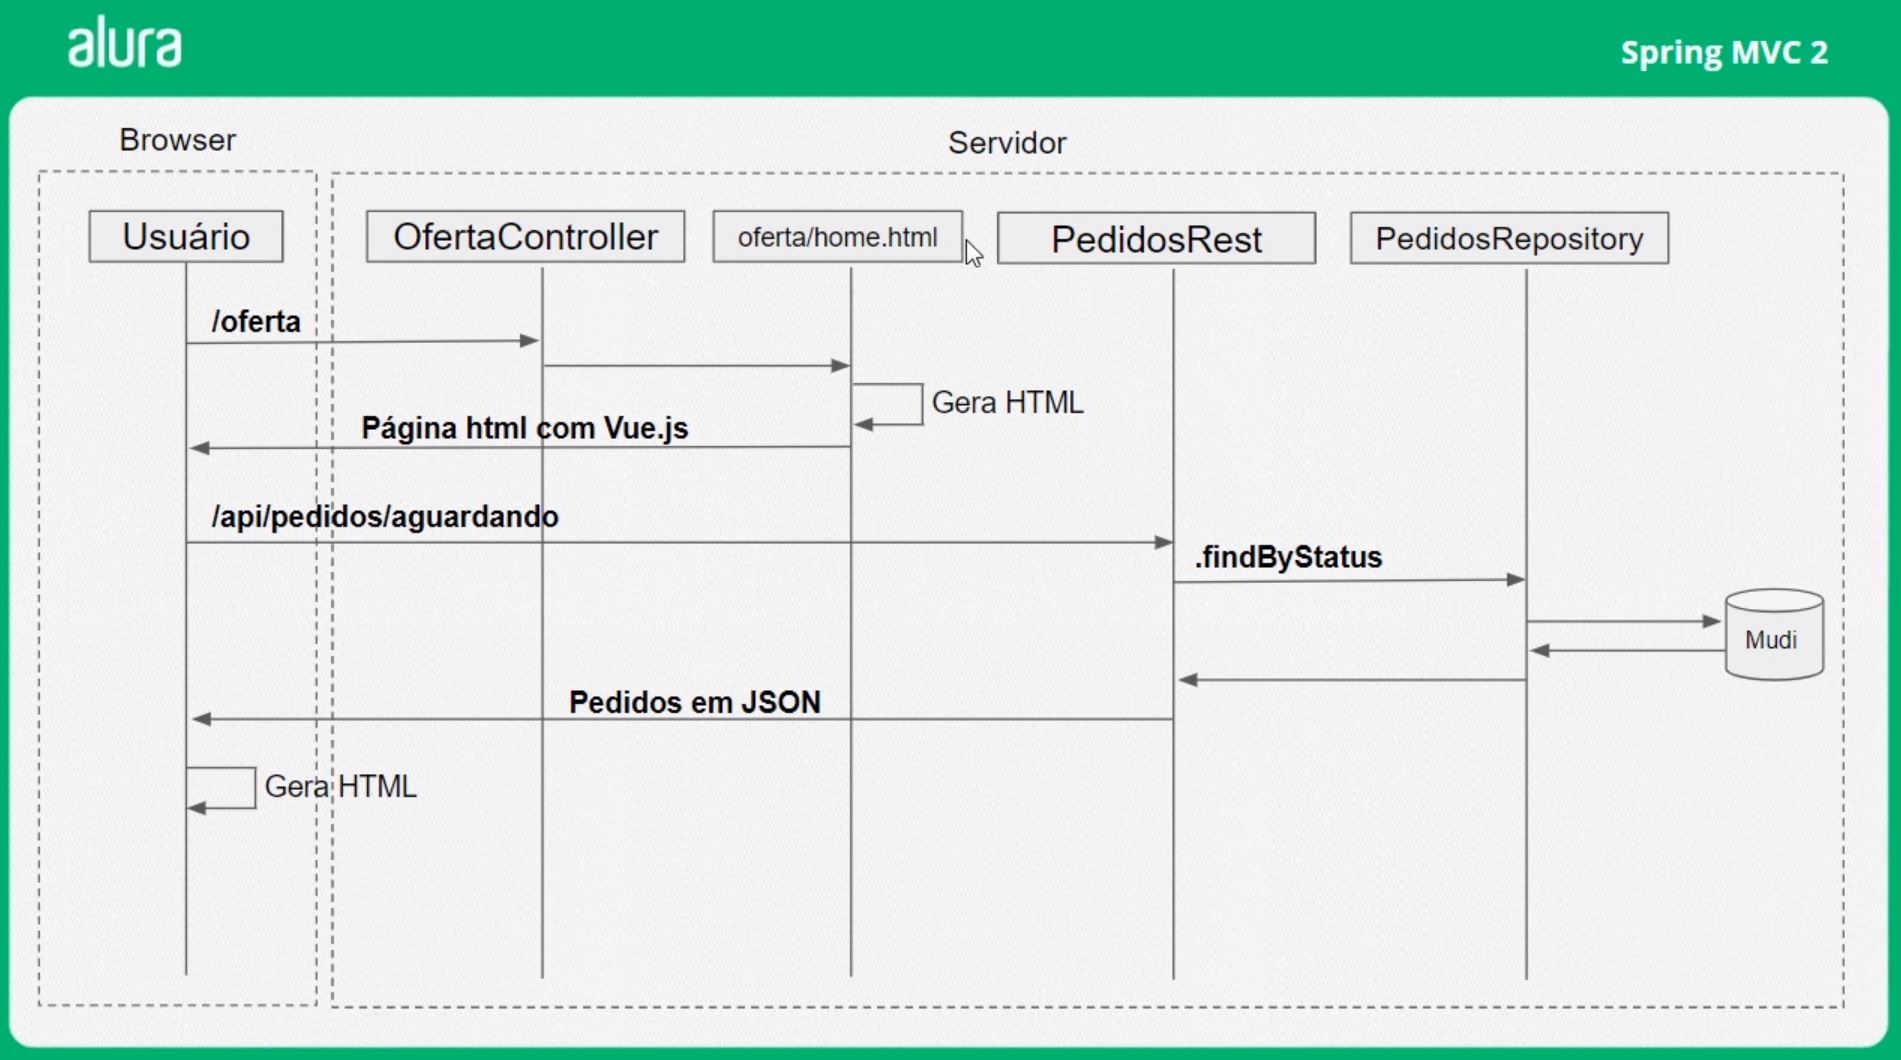 alura
Spring MVC 2
Browser
Servidor
Usuário
OfertaController
oferta/home.html
PedidosRest
PedidosRepository
/oferta
Gera HTML
Página html com Vue.js
/api/pedidos/aguardando
.findByStatus
Mudi
Pedidos em JSON
Gera HTML